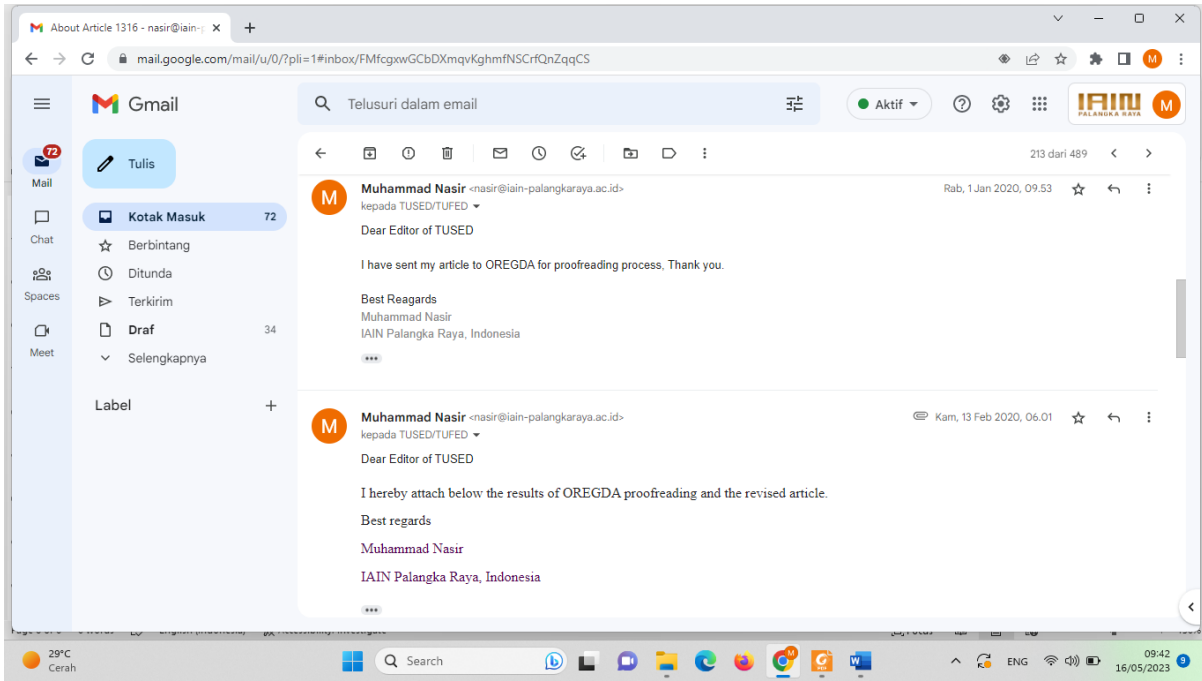 About Article 1316 - nasir@iain-p
mail.google.com/mail/u/0/?pli=1#inbox/FMfcgxwGCbDXmqvKghmfNSCrfQnZqqCS
M
Gmail
Telusuri dalam email
Aktif
IAIN
PALANGKA RAYA
M
72
Mail
Chat
Spaces
Meet
Tulis
Kotak Masuk 72
Berbintang
Ditunda
Terkirim
Draf 34
Selengkapnya
Label
213 dari 489
M
Muhammad Nasir <nasir@iain-palangkaraya.ac.id>
Rab, 1 Jan 2020, 09.53
kepada TUSED/TUFED
Dear Editor of TUSED
I have sent my article to OREGDA for proofreading process, Thank you.
Best Reagards
Muhammad Nasir
IAIN Palangka Raya, Indonesia
M
Muhammad Nasir <nasir@iain-palangkaraya.ac.id>
Kam, 13 Feb 2020, 06.01
kepada TUSED/TUFED
Dear Editor of TUSED
I hereby attach below the results of OREGDA proofreading and the revised article.
Best regards
Muhammad Nasir
IAIN Palangka Raya, Indonesia
29°C
Cerah
Search
ENG
09:42
16/05/2023
9